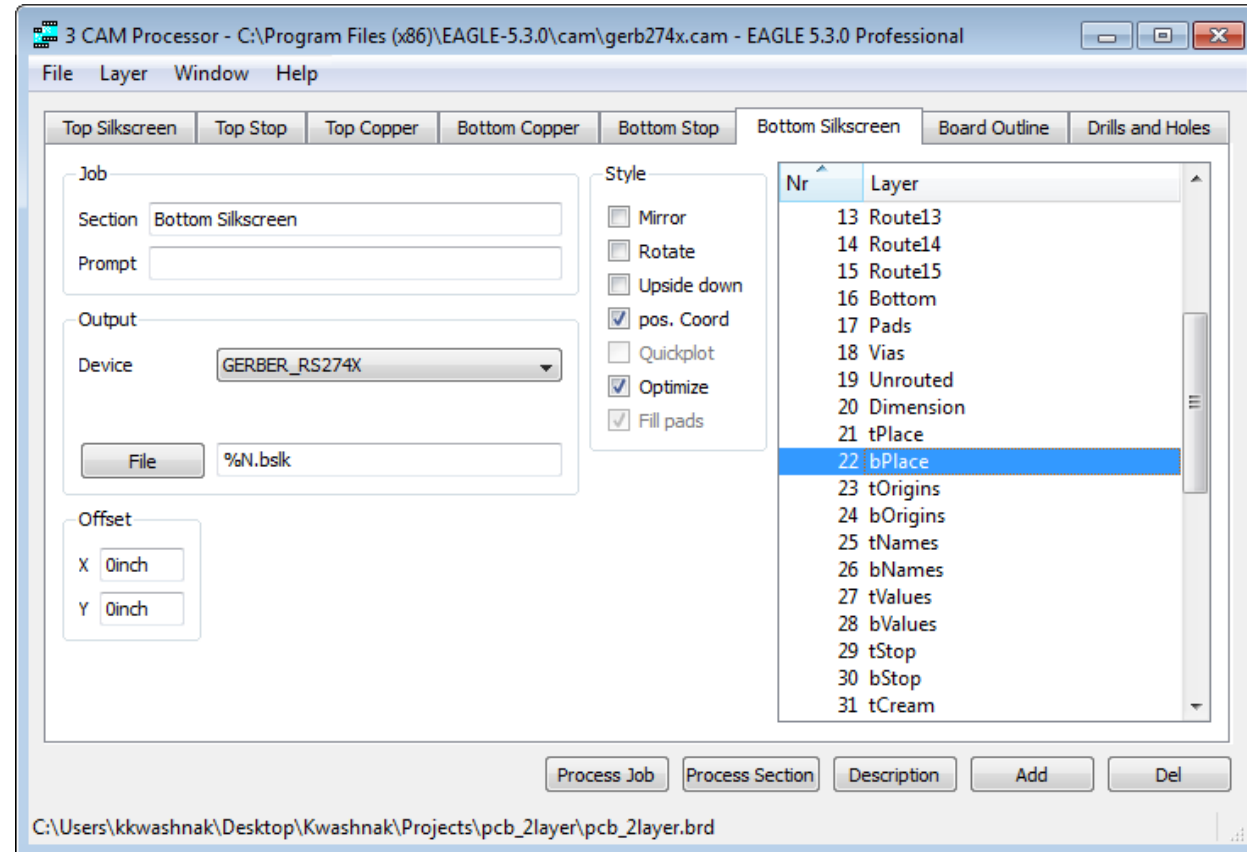 3 CAM Processor - C:\Program Files (x86)\EAGLE-5.3.0\cam\gerb274x.cam - EAGLE 5.3.0 Professional
File Layer Window Help
Top Silkscreen Top Stop Top Copper Bottom Copper Bottom Stop Bottom Silkscreen Board Outline Drills and Holes
Job
Section Bottom Silkscreen
Prompt
Output
Device GERBER_RS274X
File %N.bslk
Offset
X 0inch
Y 0inch
Style
Mirror
Rotate
Upside down
pos. Coord
Quickplot
Optimize
Fill pads
Nr Layer
13 Route13
14 Route14
15 Route15
16 Bottom
17 Pads
18 Vias
19 Unrouted
20 Dimension
21 tPlace
22 bPlace
23 tOrigins
24 bOrigins
25 tNames
26 bNames
27 tValues
28 bValues
29 tStop
30 bStop
31 tCream
Process Job Process Section Description Add Del
C:\Users\kkwashnak\Desktop\Kwashnak\Projects\pcb_2layer\pcb_2layer.brd